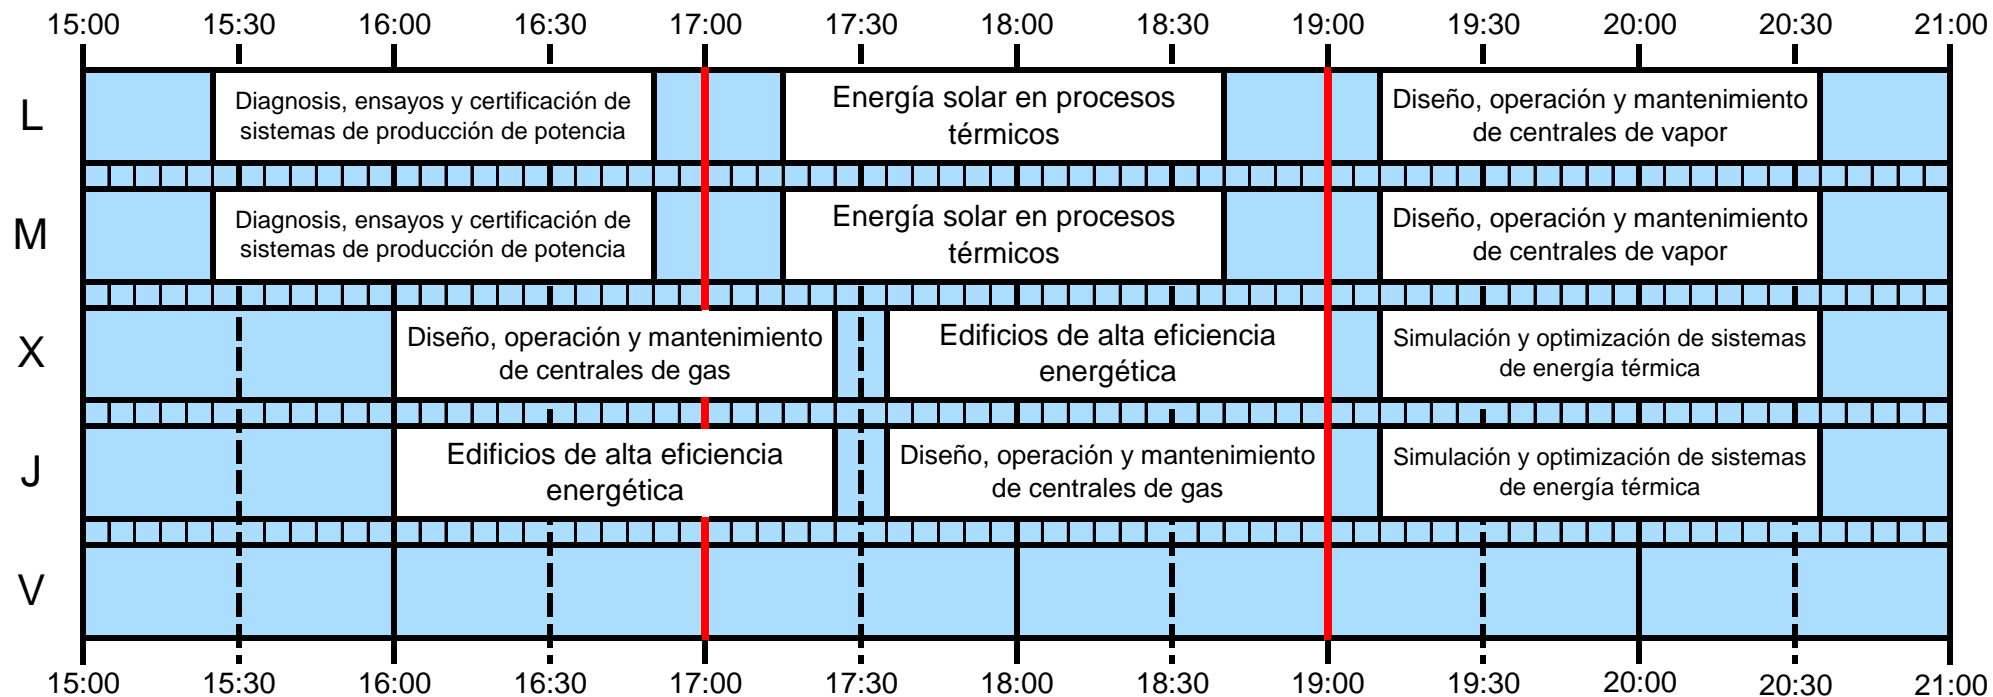 15:00 15:30 16:00 16:30 17:00 17:30 18:00 18:30 19:00 19:30 20:00 20:30 21:00
L
Diagnosis, ensayos y certificación de
sistemas de producción de potencia
Energía solar en procesos
térmicos
Diseño, operación y mantenimiento
de centrales de vapor
M
Diagnosis, ensayos y certificación de
sistemas de producción de potencia
Energía solar en procesos
térmicos
Diseño, operación y mantenimiento
de centrales de vapor
X
Diseño, operación y mantenimiento
de centrales de gas
Edificios de alta eficiencia
energética
Simulación y optimización de sistemas
de energía térmica
J
Edificios de alta eficiencia
energética
Diseño, operación y mantenimiento
de centrales de gas
Simulación y optimización de sistemas
de energía térmica
V
15:00 15:30 16:00 16:30 17:00 17:30 18:00 18:30 19:00 19:30 20:00 20:30 21:00